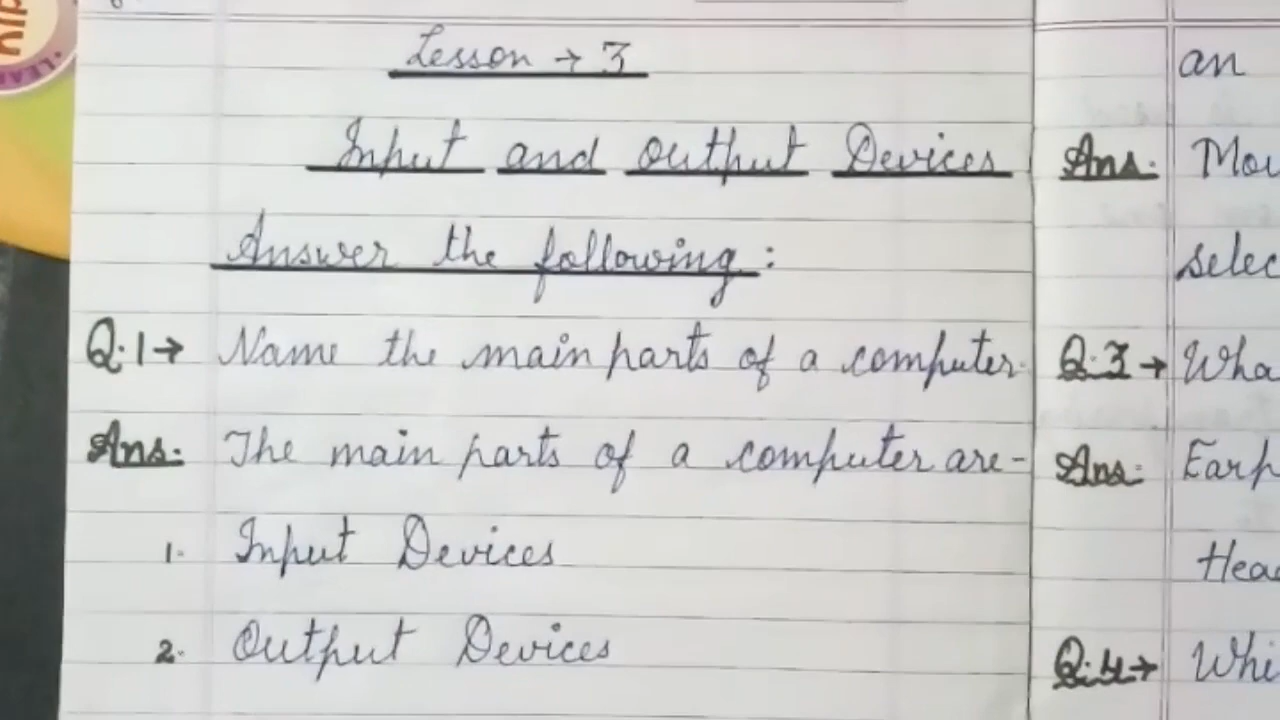 Lesson → 3
Input and output Devices
Answer the following:
Q.1→ Name the main parts of a computer.
Ans. The main parts of a computer are-
1. Input Devices
2. Output Devices
an
Ans. Mou
selec
Q.3→ Wha
Ans. Earp
Head
Q.4→ Whi